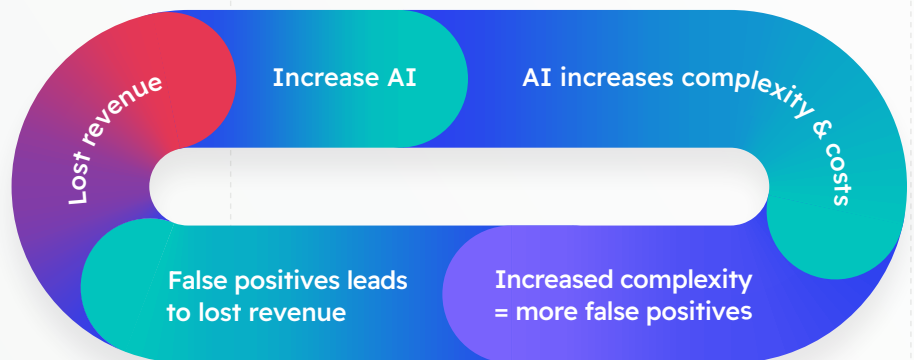 Lost revenue
Increase AI
AI increases complexity & costs
Increased complexity
= more false positives
False positives leads
to lost revenue